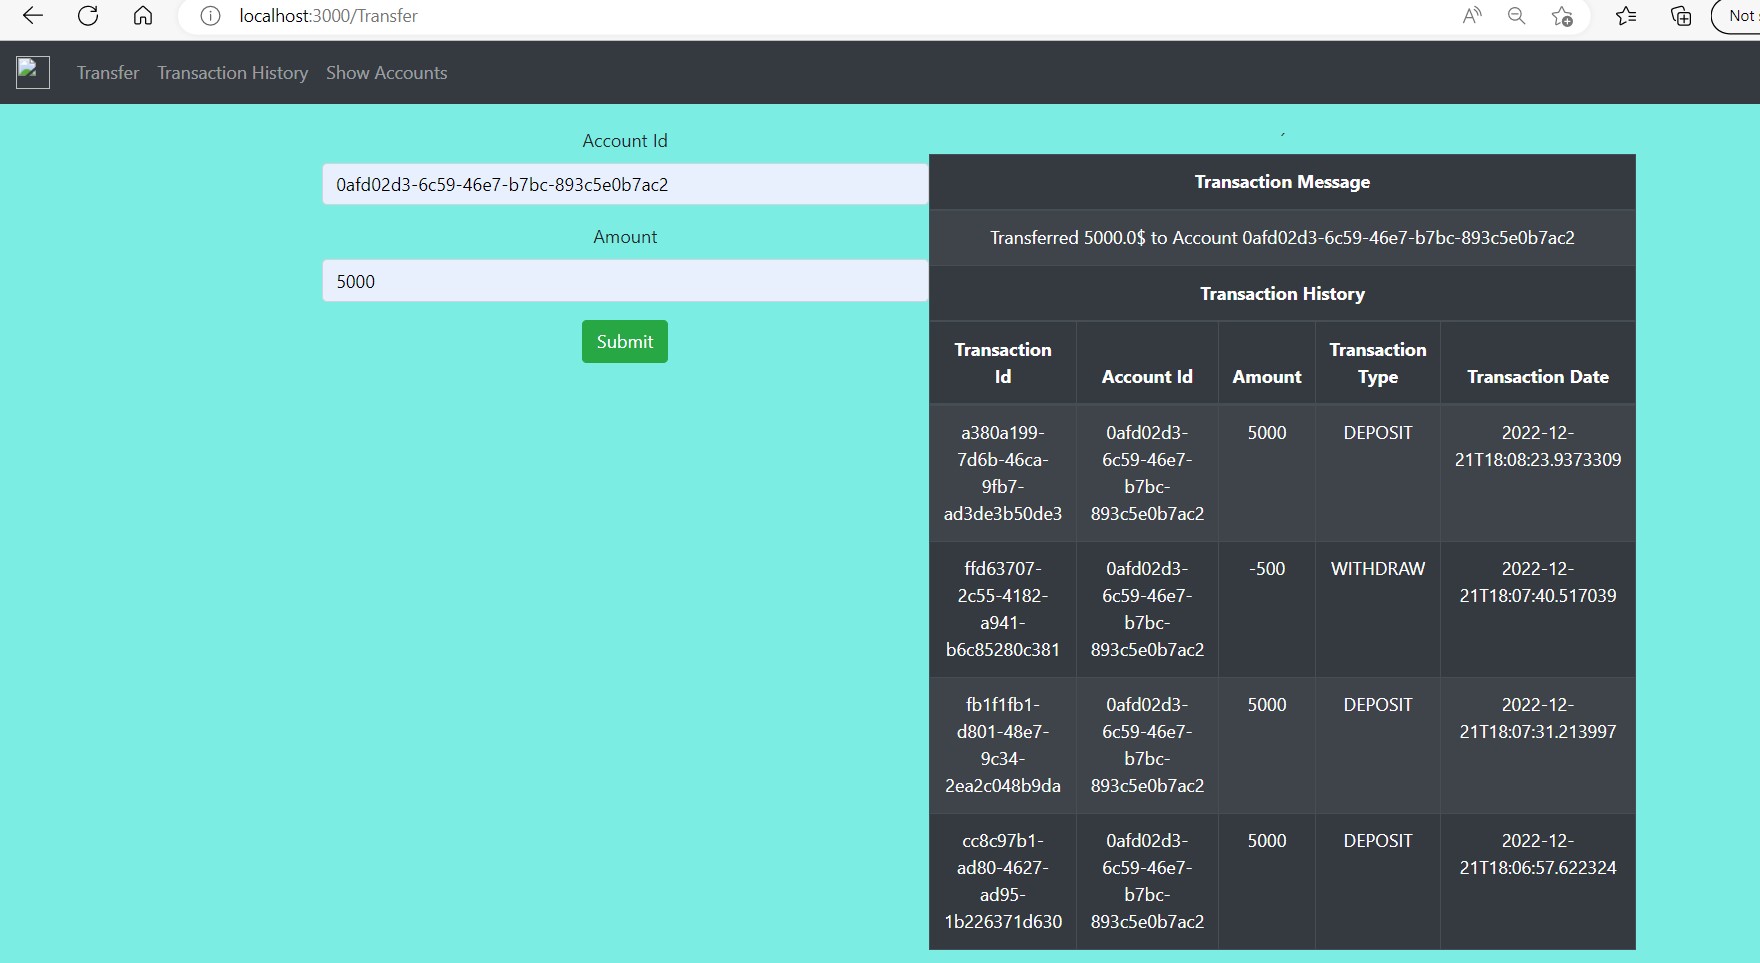 localhost:3000/Transfer
Not
Transfer Transaction History Show Accounts
Account Id
0afd02d3-6c59-46e7-b7bc-893c5e0b7ac2
Amount
5000
Submit
Transaction Message
Transferred 5000.0$ to Account 0afd02d3-6c59-46e7-b7bc-893c5e0b7ac2
Transaction History
Transaction
Id
Account Id
Amount
Transaction
Type
Transaction Date
a380a199-
7d6b-46ca-
9fb7-
ad3de3b50de3
0afd02d3-
6c59-46e7-
b7bc-
893c5e0b7ac2
5000
DEPOSIT
2022-12-
21T18:08:23.9373309
ffd63707-
2c55-4182-
a941-
b6c85280c381
0afd02d3-
6c59-46e7-
b7bc-
893c5e0b7ac2
-500
WITHDRAW
2022-12-
21T18:07:40.517039
fb1f1fb1-
d801-48e7-
9c34-
2ea2c048b9da
0afd02d3-
6c59-46e7-
b7bc-
893c5e0b7ac2
5000
DEPOSIT
2022-12-
21T18:07:31.213997
cc8c97b1-
ad80-4627-
ad95-
1b226371d630
0afd02d3-
6c59-46e7-
b7bc-
893c5e0b7ac2
5000
DEPOSIT
2022-12-
21T18:06:57.622324